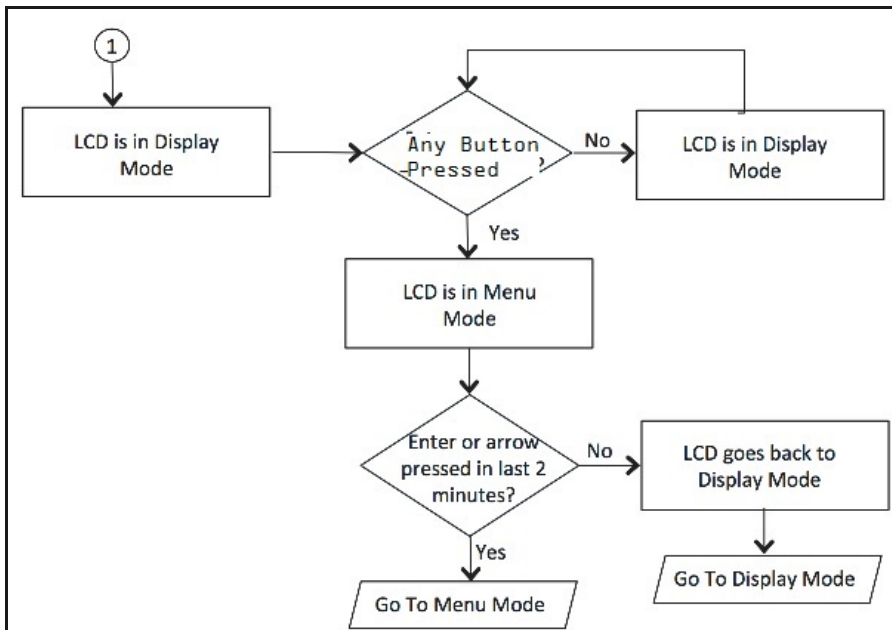 1
LCD is in Display
Mode
Any Button
Pressed ?
No
LCD is in Display
Mode
Yes
LCD is in Menu
Mode
Enter or arrow
pressed in last 2
minutes?
No
LCD goes back to
Display Mode
Yes
Go To Menu Mode
Go To Display Mode